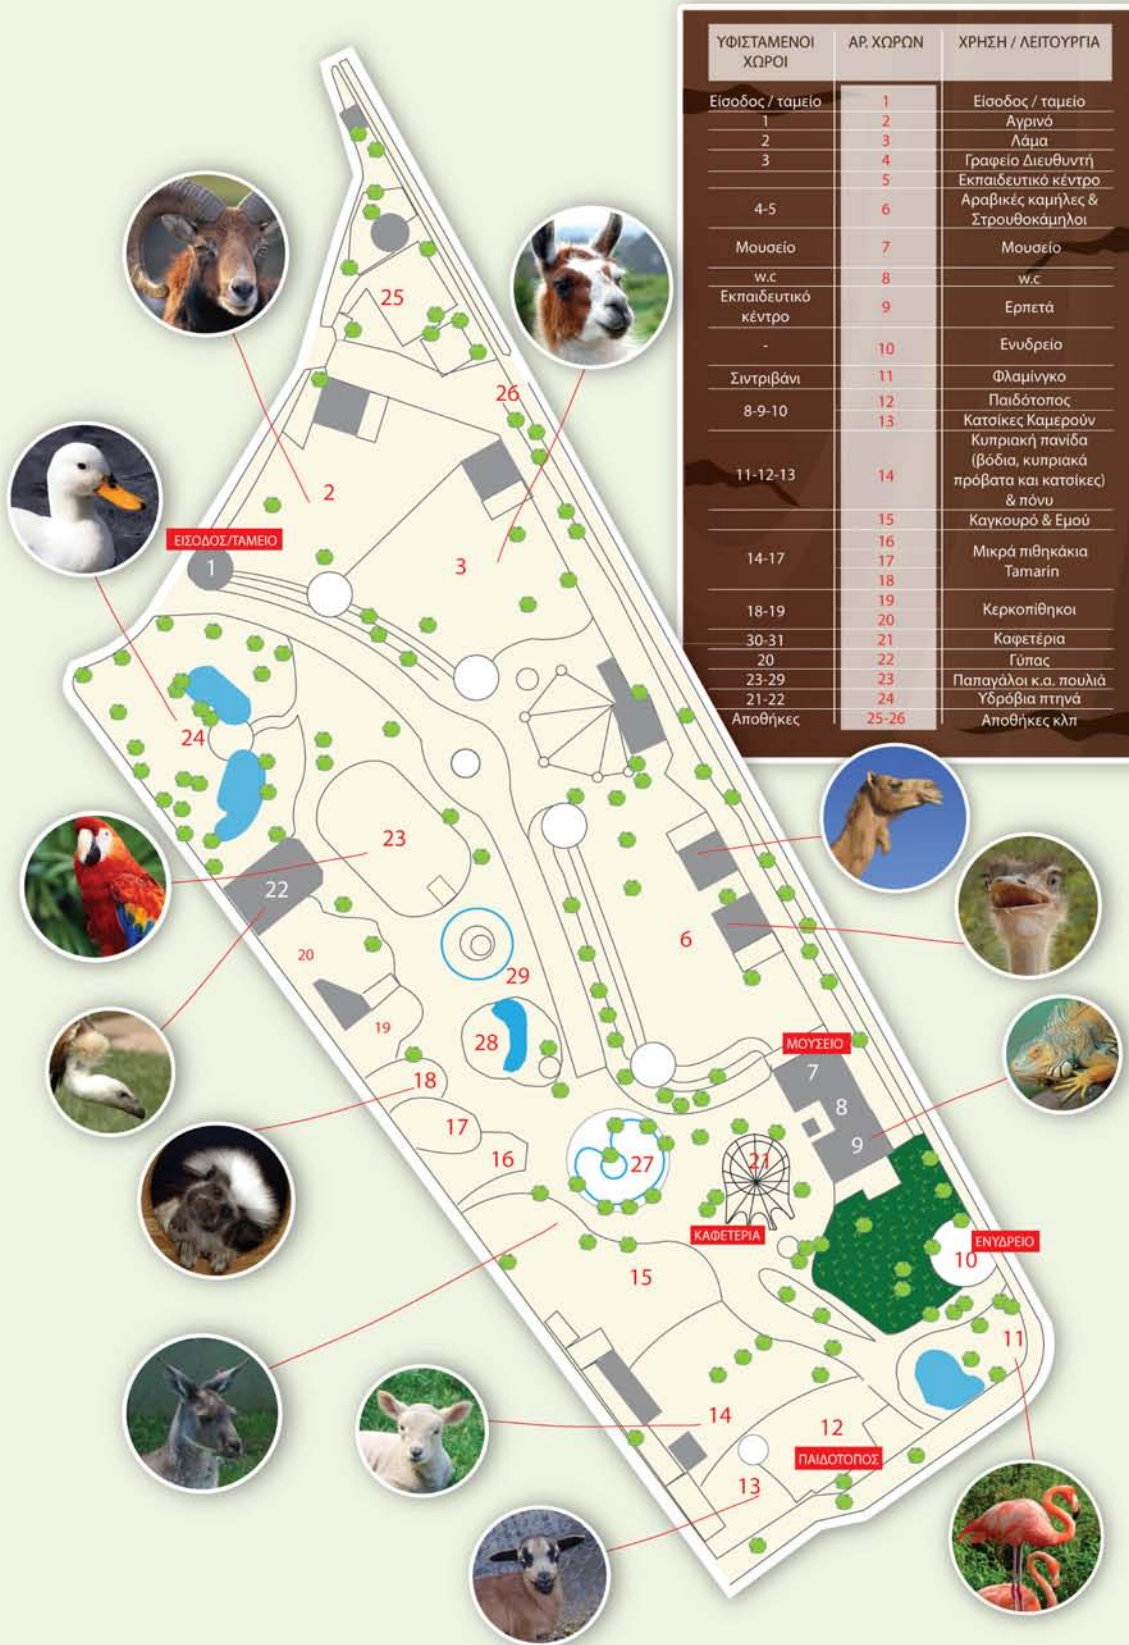 ΥΦΙΣΤΑΜΕΝΟΙ ΧΩΡΟΙ ΑΡ. ΧΩΡΩΝ ΧΡΗΣΗ / ΛΕΙΤΟΥΡΓΙΑ
Είσοδος / ταμείο 1 Είσοδος / ταμείο
1 2 Αγρινό
2 3 Λάμα
3 4 Γραφείο Διευθυντή
5 Εκπαιδευτικό κέντρο
4-5 6 Αραβικές καμήλες &
Στρουθοκάμηλοι
Μουσείο 7 Μουσείο
w.c 8 w.c
Εκπαιδευτικό
κέντρο 9 Ερπετά
- 10 Ενυδρείο
Σιντριβάνι 11 Φλαμίνγκο
8-9-10 12 Παιδότοπος
13 Κατσίκες Καμερούν
11-12-13 14 Κυπριακή πανίδα
(βόδια, κυπριακά
πρόβατα και κατσίκες)
& πόνυ
15 Καγκουρό & Εμού
14-17 16 Μικρά πιθηκάκια
17 Tamarin
18
18-19 19 Κερκοπίθηκοι
20
30-31 21 Καφετέρια
20 22 Γύπας
23-29 23 Παπαγάλοι κ.α. πουλιά
21-22 24 Υδρόβια πτηνά
Αποθήκες 25-26 Αποθήκες κλπ
25
26
2
ΕΙΣΟΔΟΣ/ΤΑΜΕΙΟ
1
3
24
23
22
6
20
29
19
28
ΜΟΥΣΕΙΟ
7
18
8
17
9
16
27
21
ΚΑΦΕΤΕΡΙΑ
ΕΝΥΔΡΕΙΟ
10
15
11
14
12
ΠΑΙΔΟΤΟΠΟΣ
13